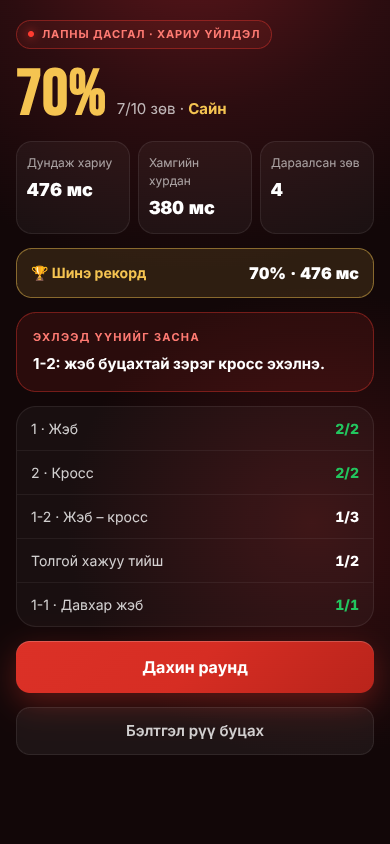 ЛАПНЫ ДАСГАЛ · ХАРИУ ҮЙЛДЭЛ
70% 7/10 зөв · Сайн
Дундаж хариу
476 мс
Хамгийн хурдан
380 мс
Дараалсан зөв
4
🏆 Шинэ рекорд 70% · 476 мс
ЭХЛЭЭД ҮҮНИЙГ ЗАСНА
1-2: жэб буцахтай зэрэг кросс эхэлнэ.
1 · Жэб 2/2
2 · Кросс 2/2
1-2 · Жэб – кросс 1/3
Толгой хажуу тийш 1/2
1-1 · Давхар жэб 1/1
Дахин раунд
Бэлтгэл рүү буцах